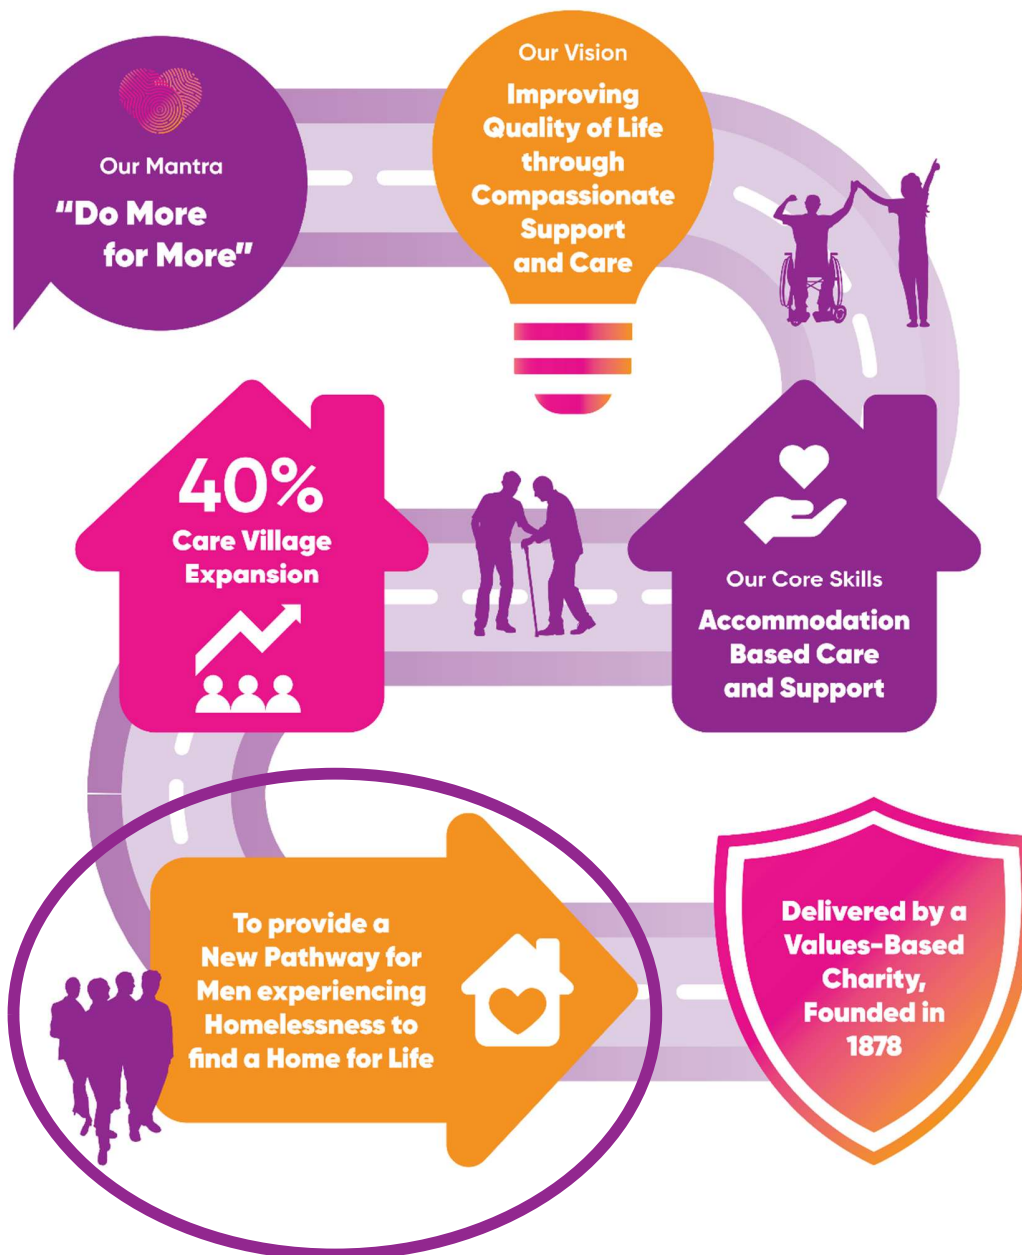 Our Mantra
“Do More
for More”
Our Vision
Improving
Quality of Life
through
Compassionate
Support
and Care
40%
Care Village
Expansion
Our Core Skills
Accommodation
Based Care
and Support
To provide a
New Pathway for
Men experiencing
Homelessness to
find a Home for Life
Delivered by a
Values-Based
Charity,
Founded in
1878